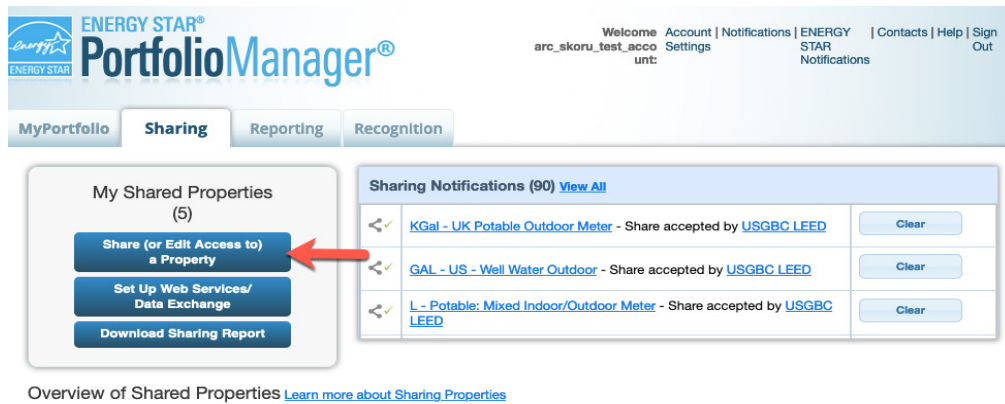 ENERGY STAR®
PortfolioManager®
energy
ENERGY STAR
Welcome
arc_skoru_test_acco
unt:
Account | Notifications | ENERGY | Contacts | Help | Sign
Settings STAR Out
Notifications
MyPortfolio Sharing Reporting Recognition
My Shared Properties
(5)
Share (or Edit Access to)
a Property
Set Up Web Services/
Data Exchange
Download Sharing Report
Sharing Notifications (90) View All
KGal - UK Potable Outdoor Meter - Share accepted by USGBC LEED Clear
GAL - US - Well Water Outdoor - Share accepted by USGBC LEED Clear
L - Potable: Mixed Indoor/Outdoor Meter - Share accepted by USGBC Clear
LEED
Overview of Shared Properties Learn more about Sharing Properties